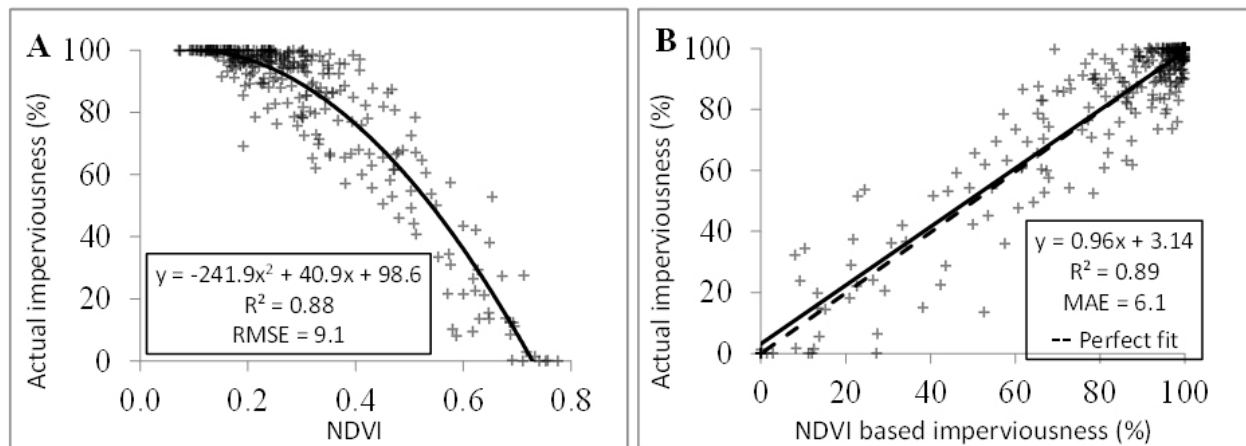 A
Actual imperviousness (%)
100
80
60
40
20
0
y = -241.9x² + 40.9x + 98.6
R² = 0.88
RMSE = 9.1
0.0 0.2 0.4 0.6 0.8
NDVI
B
Actual imperviousness (%)
100
80
60
40
20
0
y = 0.96x + 3.14
R² = 0.89
MAE = 6.1
Perfect fit
0 20 40 60 80 100
NDVI based imperviousness (%)